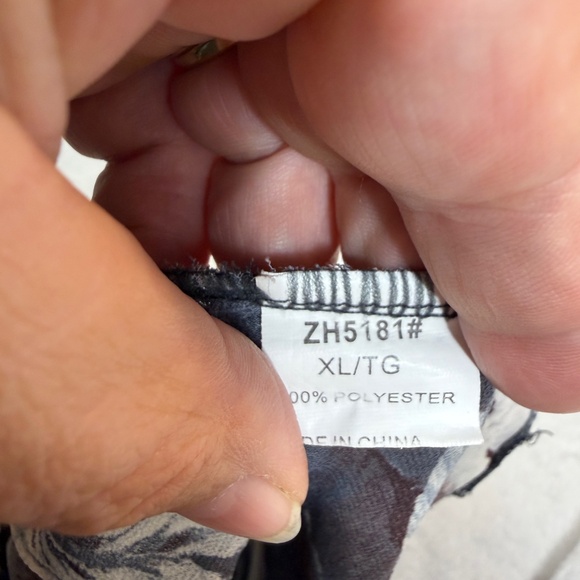 ZH5181#
XL/TG
00% POLYESTER
DE IN CHINA